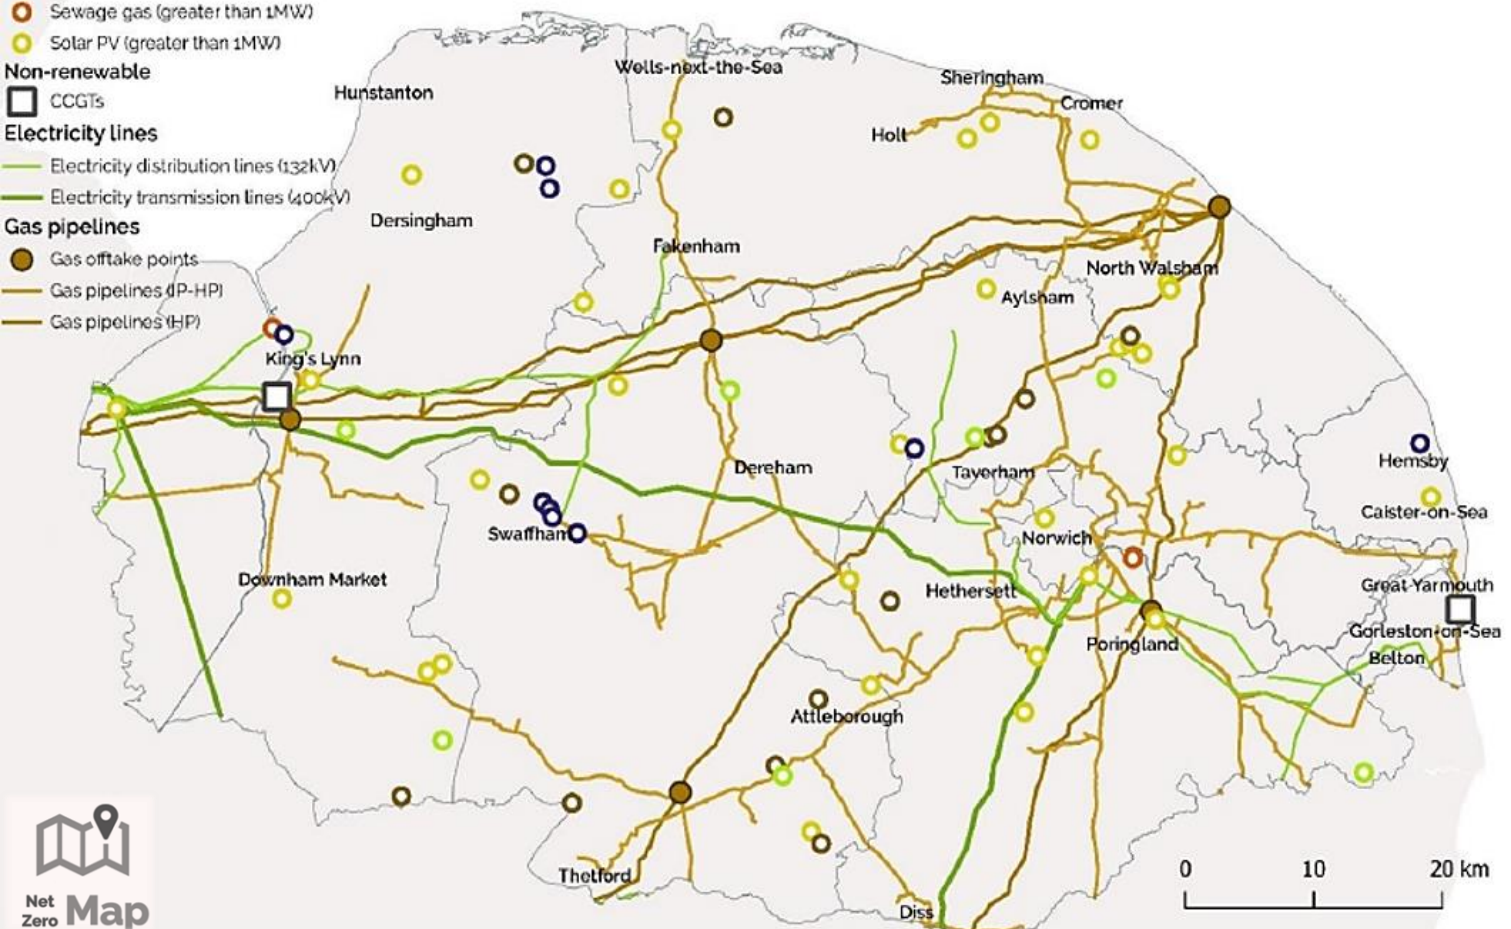 Sewage gas (greater than 1MW)
Solar PV (greater than 1MW)
Non-renewable
CCGTs
Electricity lines
Electricity distribution lines (132kV)
Electricity transmission lines (400kV)
Gas pipelines
Gas offtake points
Gas pipelines (IP-HP)
Gas pipelines (HP)
Wells-next-the-Sea
Sheringham
Hunstanton
Cromer
Holt
Dersingham
Fakenham
North Walsham
Aylsham
King's Lynn
Dereham
Taverham
Hemsby
Caister-on-Sea
Swaffham
Norwich
Downham Market
Hethersett
Great Yarmouth
Gorleston-on-Sea
Poringland
Belton
Attleborough
Thetford
Diss
0 10 20 km
Net
Zero Map